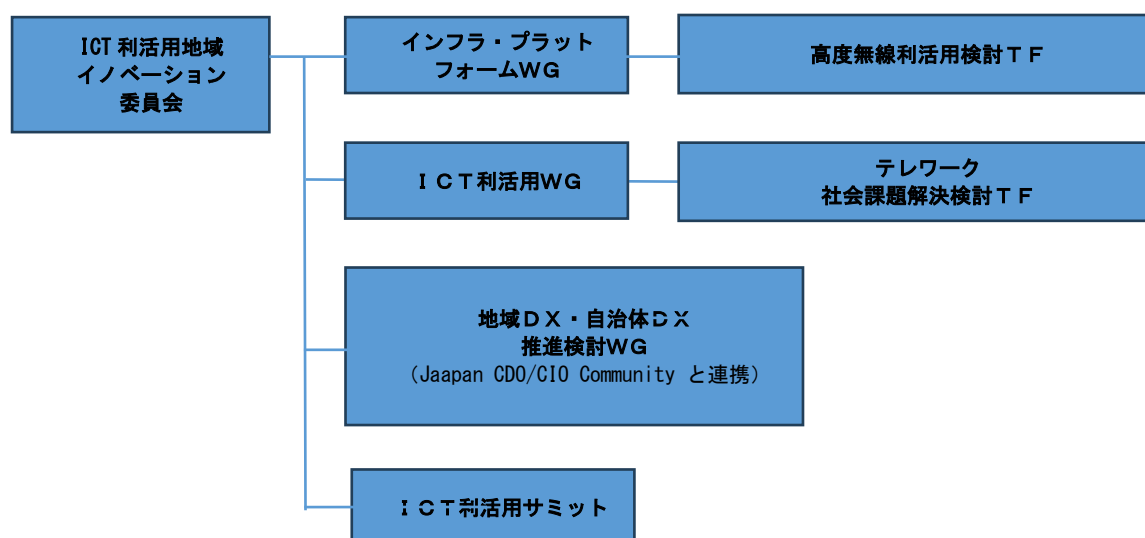 ICT 利活用地域
イノベーション
委員会
インフラ・プラット
フォームWG
高度無線利活用検討ＴＦ
ＩＣＴ利活用WG
テレワーク
社会課題解決検討ＴＦ
地域ＤＸ・自治体ＤＸ
推進検討WG
（Jaapan CDO/CIO Community と連携）
ＩＣＴ利活用サミット